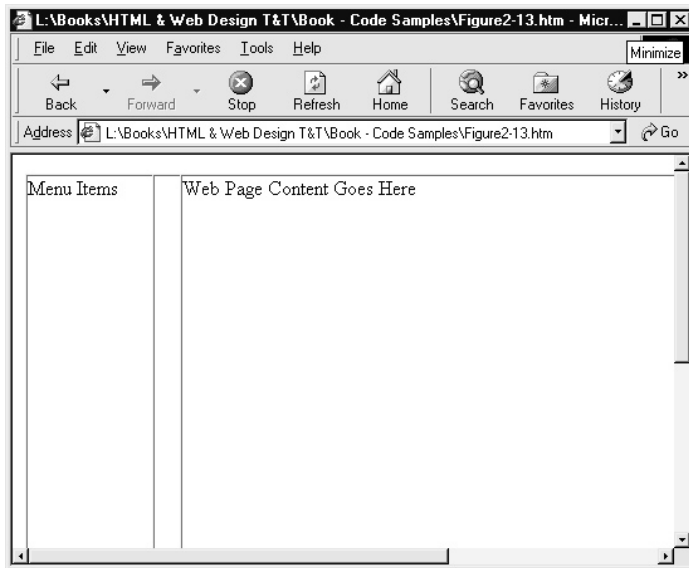 L:\Books\HTML & Web Design T&T\Book - Code Samples\Figure2-13.htm - Micr...
File Edit View Favorites Tools Help
Minimize
Back Forward Stop Refresh Home Search Favorites History »
Address L:\Books\HTML & Web Design T&T\Book - Code Samples\Figure2-13.htm Go
Menu Items Web Page Content Goes Here